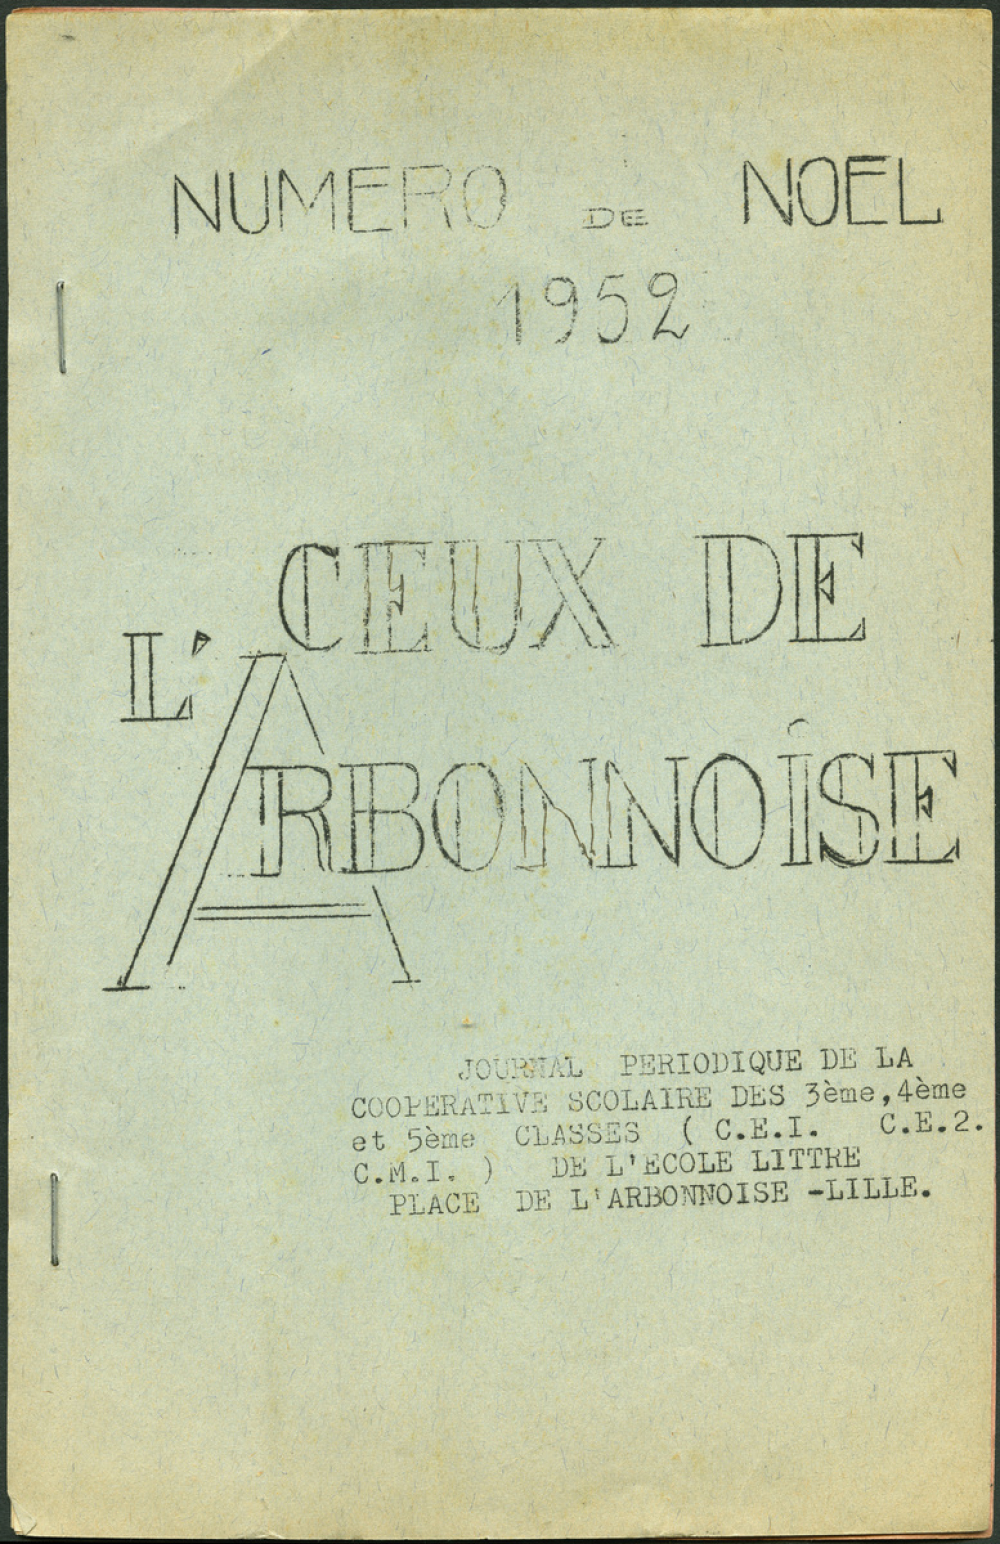 NUMERO DE NOEL
1952
CEUX DE
L'ARBONNOISE
JOURNAL PERIODIQUE DE LA
COOPERATIVE SCOLAIRE DES 3ème,4ème
et 5ème CLASSES ( C.E.I. C.E.2.
C.M.I. ) DE L'ECOLE LITTRE
PLACE DE L'ARBONNOISE -LILLE.